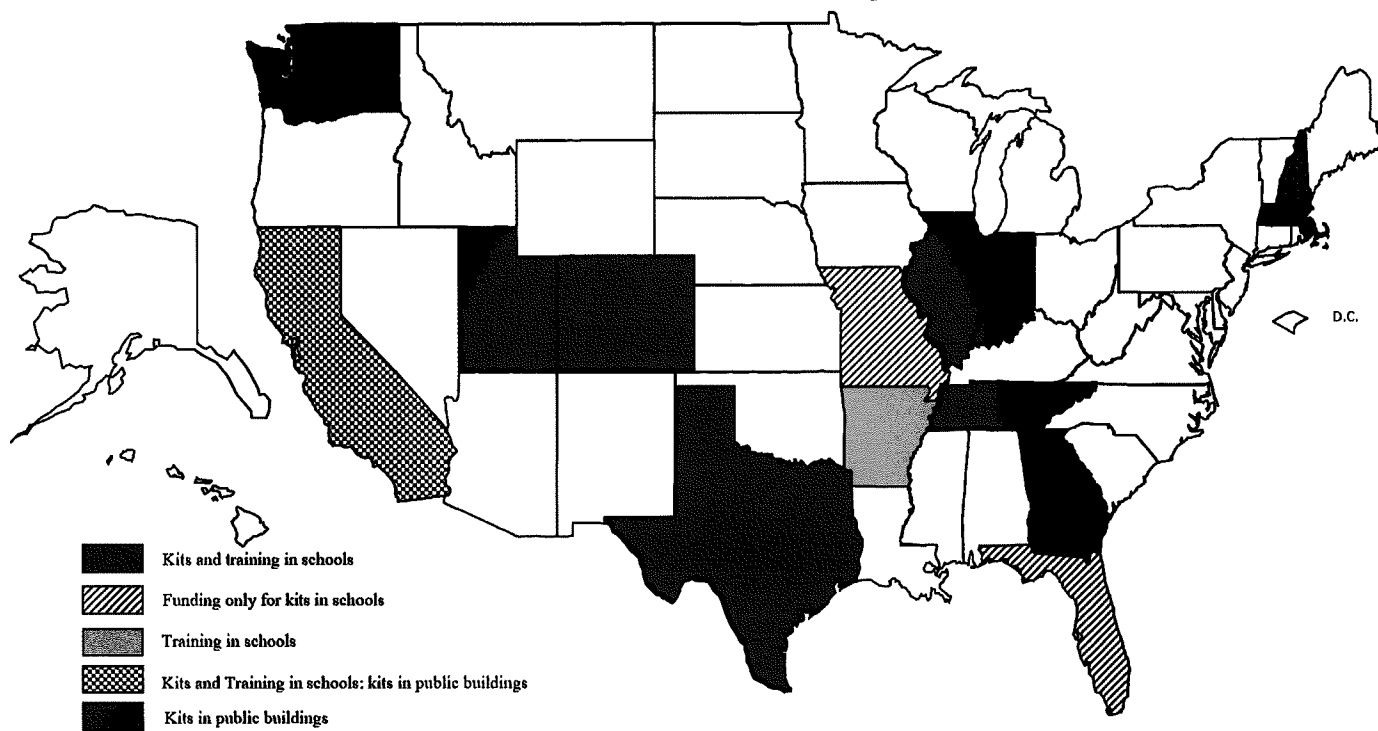 D.C.
Kits and training in schools
Funding only for kits in schools
Training in schools
Kits and Training in schools: kits in public buildings
Kits in public buildings